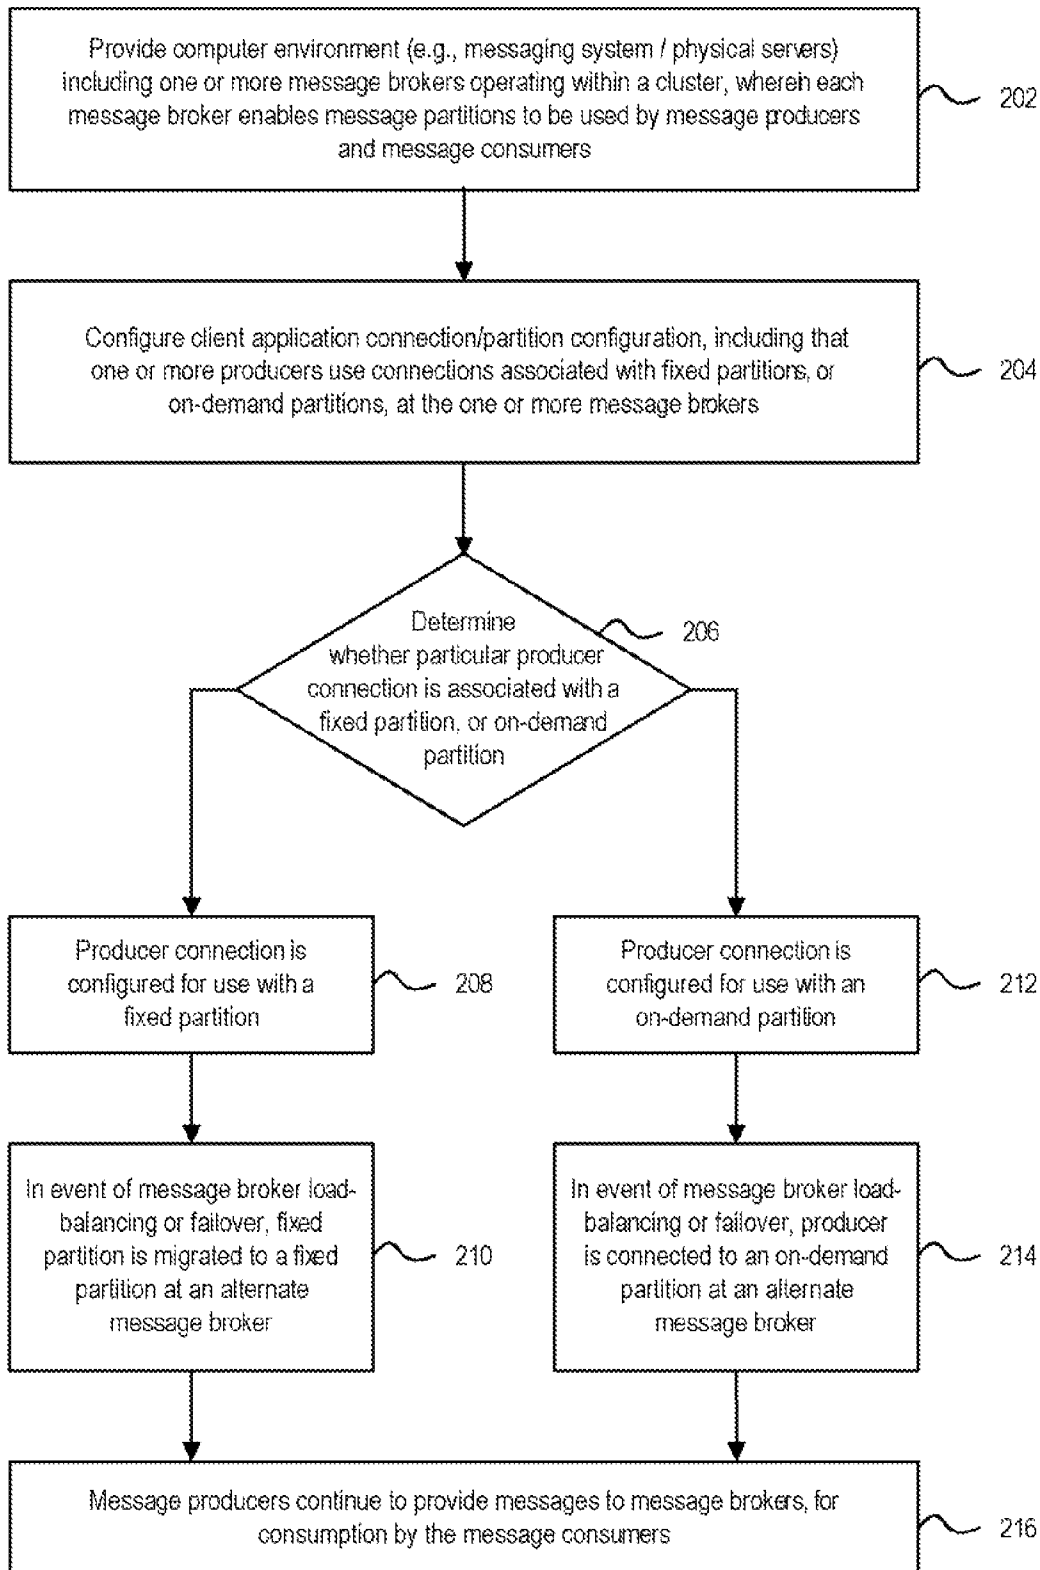 Provide computer environment (e.g., messaging system / physical servers)
including one or more message brokers operating within a cluster, wherein each
message broker enables message partitions to be used by message producers
and message consumers
202
Configure client application connection/partition configuration, including that
one or more producers use connections associated with fixed partitions, or
on-demand partitions, at the one or more message brokers
204
Determine
whether particular producer
connection is associated with a
fixed partition, or on-demand
partition
206
Producer connection is
configured for use with a
fixed partition
208
Producer connection is
configured for use with an
on-demand partition
212
In event of message broker load-
balancing or failover, fixed
partition is migrated to a fixed
partition at an alternate
message broker
210
In event of message broker load-
balancing or failover, producer
is connected to an on-demand
partition at an alternate
message broker
214
Message producers continue to provide messages to message brokers, for
consumption by the message consumers
216